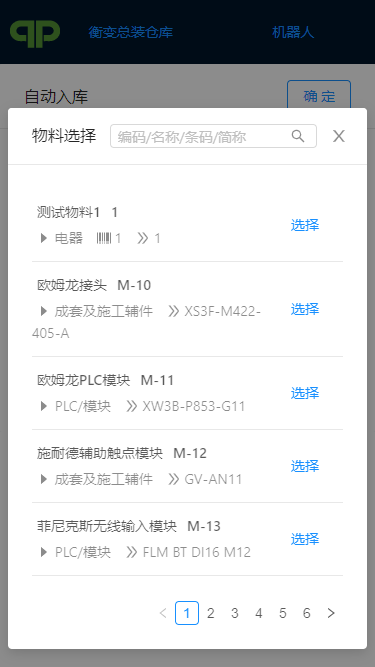 衡变总装仓库 机器人
自动入库 确 定
物料选择 编码/名称/条码/简称
测试物料1 1
电器 1 1
选择
欧姆龙接头 M-10
成套及施工辅件 XS3F-M422-
405-A
选择
欧姆龙PLC模块 M-11
PLC/模块 XW3B-P853-G11
选择
施耐德辅助触点模块 M-12
成套及施工辅件 GV-AN11
选择
菲尼克斯无线输入模块 M-13
PLC/模块 FLM BT DI16 M12
选择
1 2 3 4 5 6